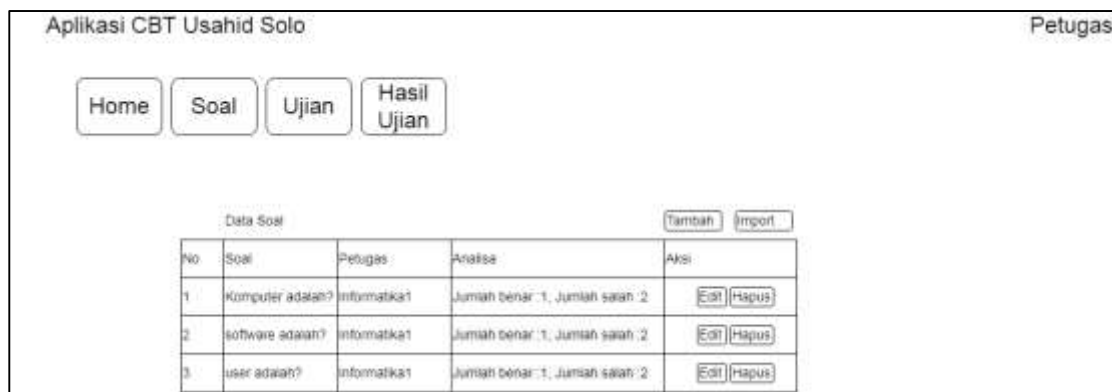 Aplikasi CBT Usahid Solo Petugas
Home Soal Ujian Hasil Ujian
Data Soal Tambah Import
No Soal Petugas Analisa Aksi
1 Komputer adalah? Informatika1 Jumlah benar :1, Jumlah salah :2 Edit Hapus
2 software adalah? Informatika1 Jumlah benar :1, Jumlah salah :2 Edit Hapus
3 user adalah? Informatika1 Jumlah benar :1, Jumlah salah :2 Edit Hapus